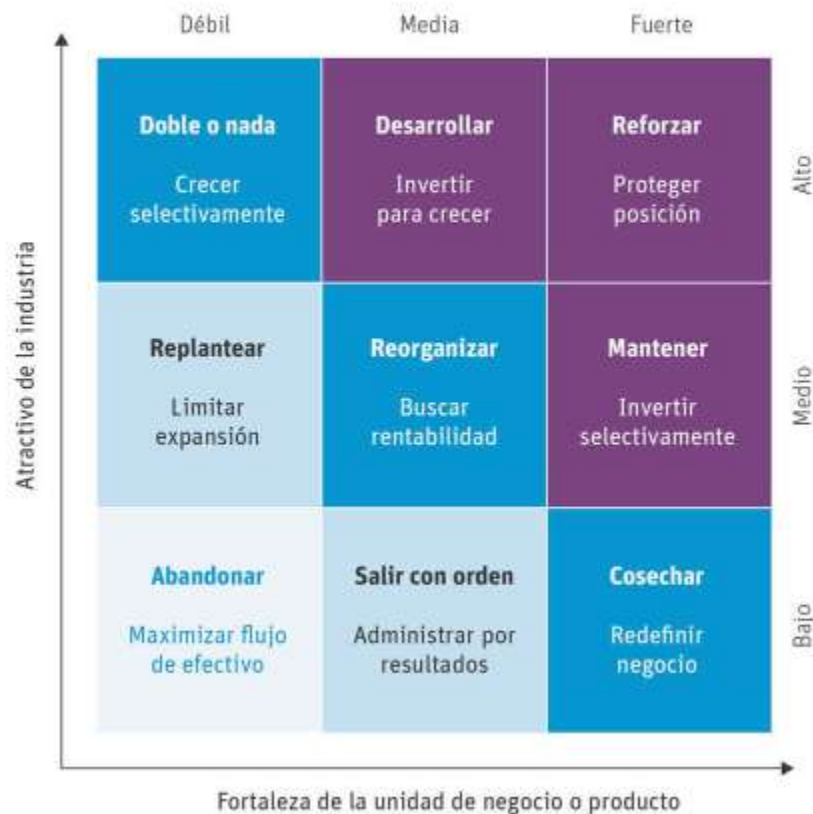 Débil
Media
Fuerte
Atractivo de la industria
Doble o nada
Crecer
selectivamente
Desarrollar
Invertir
para crecer
Reforzar
Proteger
posición
Alto
Replantear
Limitar
expansión
Reorganizar
Buscar
rentabilidad
Mantener
Invertir
selectivamente
Medio
Abandonar
Maximizar flujo
de efectivo
Salir con orden
Administrar por
resultados
Cosechar
Redefinir
negocio
Bajo
Fortaleza de la unidad de negocio o producto